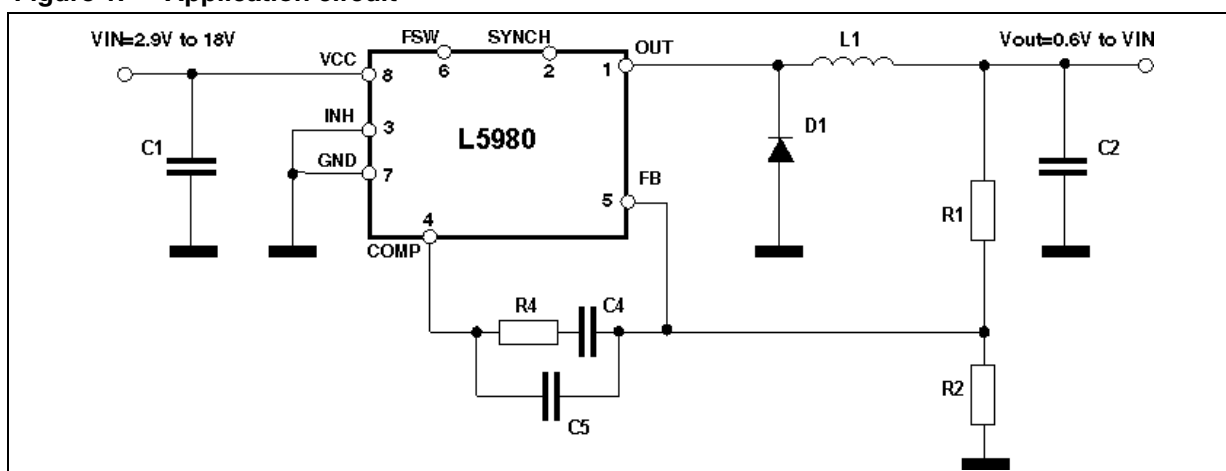 Figure 1. Application circuit
VIN=2.9V to 18V
FSW
SYNCH
OUT
L1
Vout=0.6V to VIN
VCC
8
6
2
1
INH
3
C1
L5980
D1
C2
GND
7
FB
5
R1
4
COMP
R4
C4
R2
C5